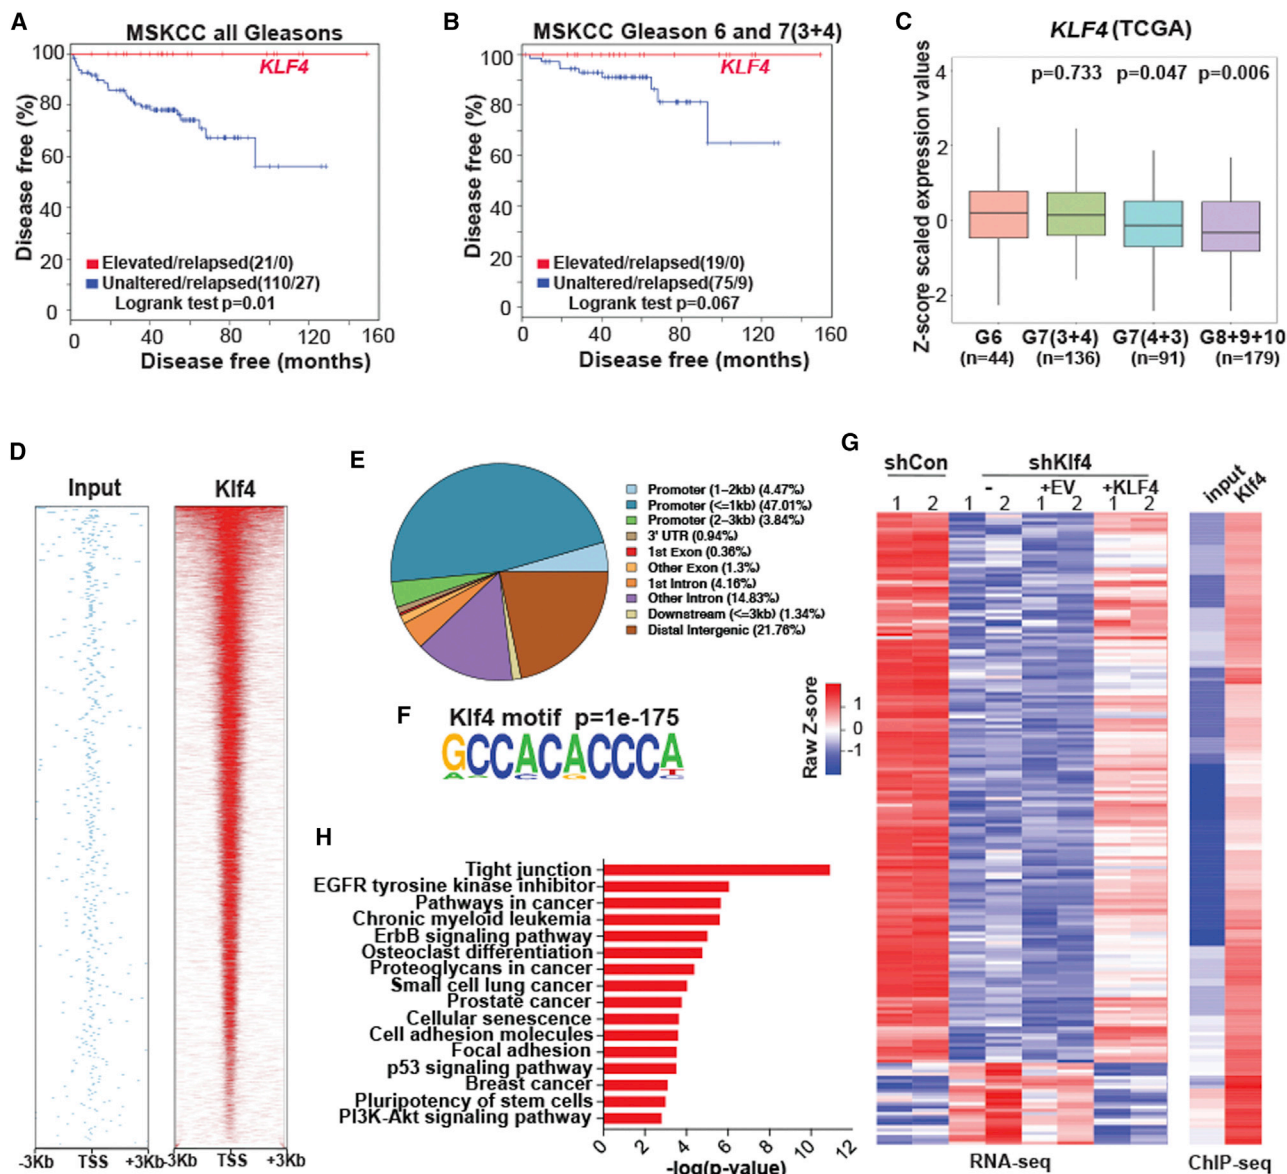 A
MSKCC all Gleasons
100
80
60
40
20
0
Disease free (%)
KLF4
Elevated/relapsed(21/0)
Unaltered/relapsed(110/27)
Logrank test p=0.01
0 40 80 120 160
Disease free (months)
B
MSKCC Gleason 6 and 7(3+4)
100
80
60
40
20
0
Disease free (%)
KLF4
Elevated/relapsed(19/0)
Unaltered/relapsed(75/9)
Logrank test p=0.067
0 40 80 120 160
Disease free (months)
C
KLF4 (TCGA)
Z-score scaled expression values
4
2
0
-2
p=0.733 p=0.047 p=0.006
G6 G7(3+4) G7(4+3) G8+9+10
(n=44) (n=136) (n=91) (n=179)
D
Input Klf4
-3Kb TSS +3Kb -3Kb TSS +3Kb
E
Promoter (1-2kb) (4.47%)
Promoter (<=1kb) (47.01%)
Promoter (2-3kb) (3.84%)
3' UTR (0.94%)
1st Exon (0.36%)
Other Exon (1.3%)
1st Intron (4.16%)
Other Intron (14.83%)
Downstream (<=3kb) (1.34%)
Distal Intergenic (21.76%)
F
Klf4 motif p=1e-175
GCCACACCCA
G
shCon shKlf4
- +EV +KLF4
1 2 1 2 1 2 1 2
input Klf4
Raw Z-sore
1
0
-1
RNA-seq ChIP-seq
H
Tight junction
EGFR tyrosine kinase inhibitor
Pathways in cancer
Chronic myeloid leukemia
ErbB signaling pathway
Osteoclast differentiation
Proteoglycans in cancer
Small cell lung cancer
Prostate cancer
Cellular senescence
Cell adhesion molecules
Focal adhesion
p53 signaling pathway
Breast cancer
Pluripotency of stem cells
PI3K-Akt signaling pathway
0 2 4 6 8 10 12
-log(p-value)